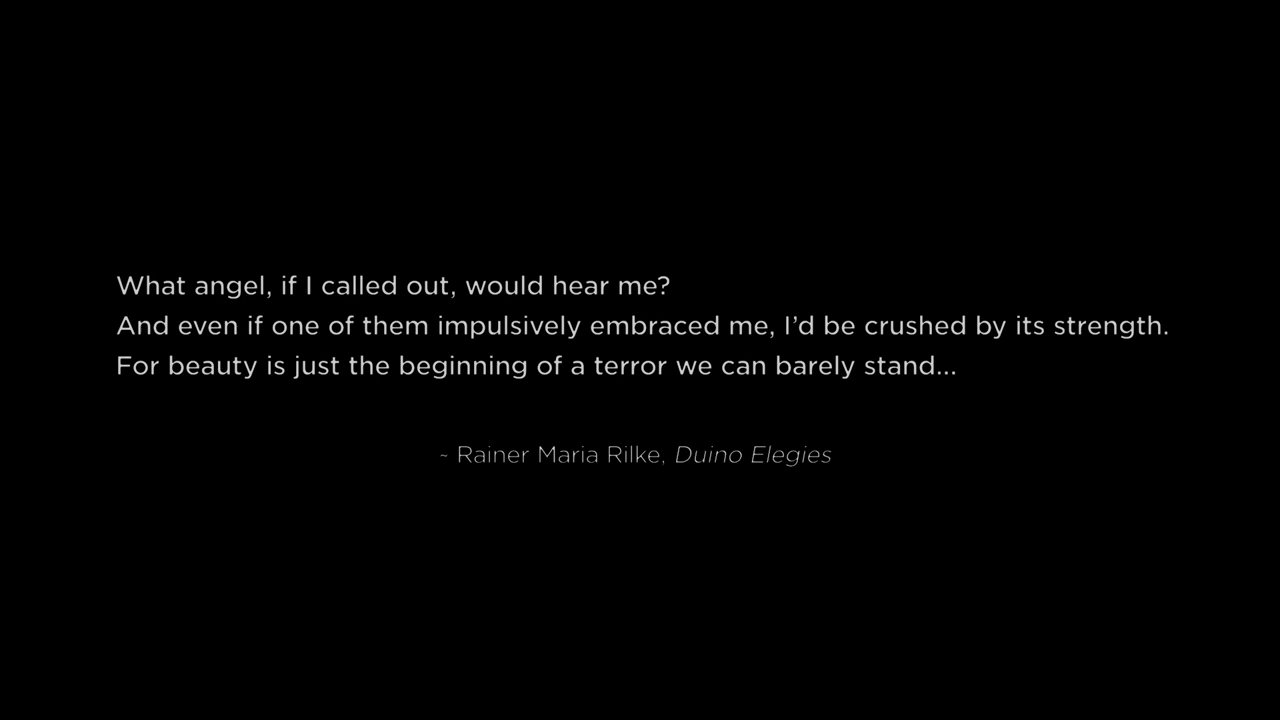 What angel, if I called out, would hear me?
And even if one of them impulsively embraced me, I’d be crushed by its strength.
For beauty is just the beginning of a terror we can barely stand...
~ Rainer Maria Rilke, Duino Elegies